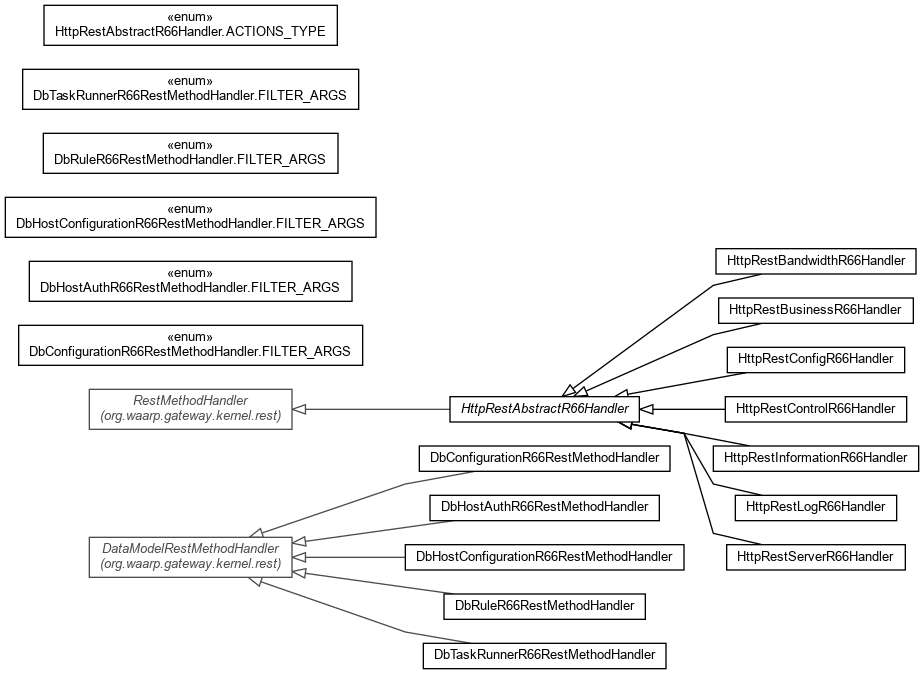 «enum»
HttpRestAbstractR66Handler.ACTIONS_TYPE
«enum»
DbTaskRunnerR66RestMethodHandler.FILTER_ARGS
«enum»
DbRuleR66RestMethodHandler.FILTER_ARGS
«enum»
DbHostConfigurationR66RestMethodHandler.FILTER_ARGS
«enum»
DbHostAuthR66RestMethodHandler.FILTER_ARGS
«enum»
DbConfigurationR66RestMethodHandler.FILTER_ARGS
RestMethodHandler
(org.waarp.gateway.kernel.rest)
HttpRestAbstractR66Handler
HttpRestBandwidthR66Handler
HttpRestBusinessR66Handler
HttpRestConfigR66Handler
HttpRestControlR66Handler
HttpRestInformationR66Handler
HttpRestLogR66Handler
HttpRestServerR66Handler
DataModelRestMethodHandler
(org.waarp.gateway.kernel.rest)
DbConfigurationR66RestMethodHandler
DbHostAuthR66RestMethodHandler
DbHostConfigurationR66RestMethodHandler
DbRuleR66RestMethodHandler
DbTaskRunnerR66RestMethodHandler